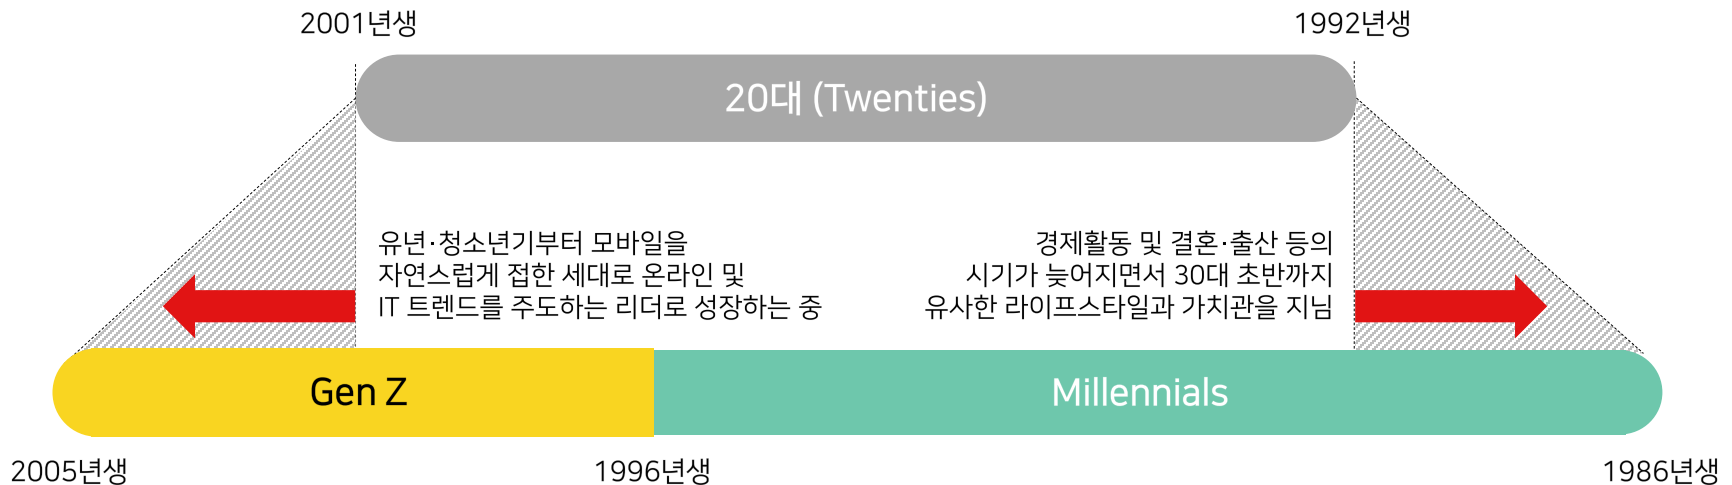 2001년생
1992년생
20대 (Twenties)
유년·청소년기부터 모바일을
자연스럽게 접한 세대로 온라인 및
IT 트렌드를 주도하는 리더로 성장하는 중
경제활동 및 결혼·출산 등의
시기가 늦어지면서 30대 초반까지
유사한 라이프스타일과 가치관을 지님
Gen Z
Millennials
2005년생
1996년생
1986년생